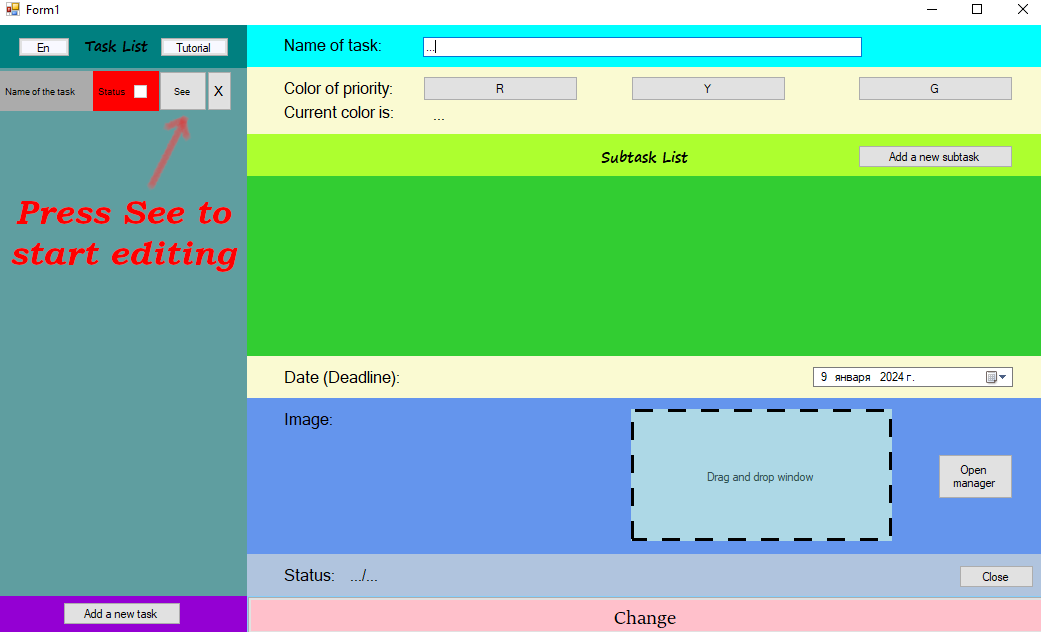 Form1
En
Task List
Tutorial
Name of the task
Status
See
X
Press See to
start editing
Add a new task
Name of task:
...
Color of priority:
R
Y
G
Current color is:
...
Subtask List
Add a new subtask
Date (Deadline):
9 января 2024 г.
Image:
Drag and drop window
Open
manager
Status:
.../...
Close
Change